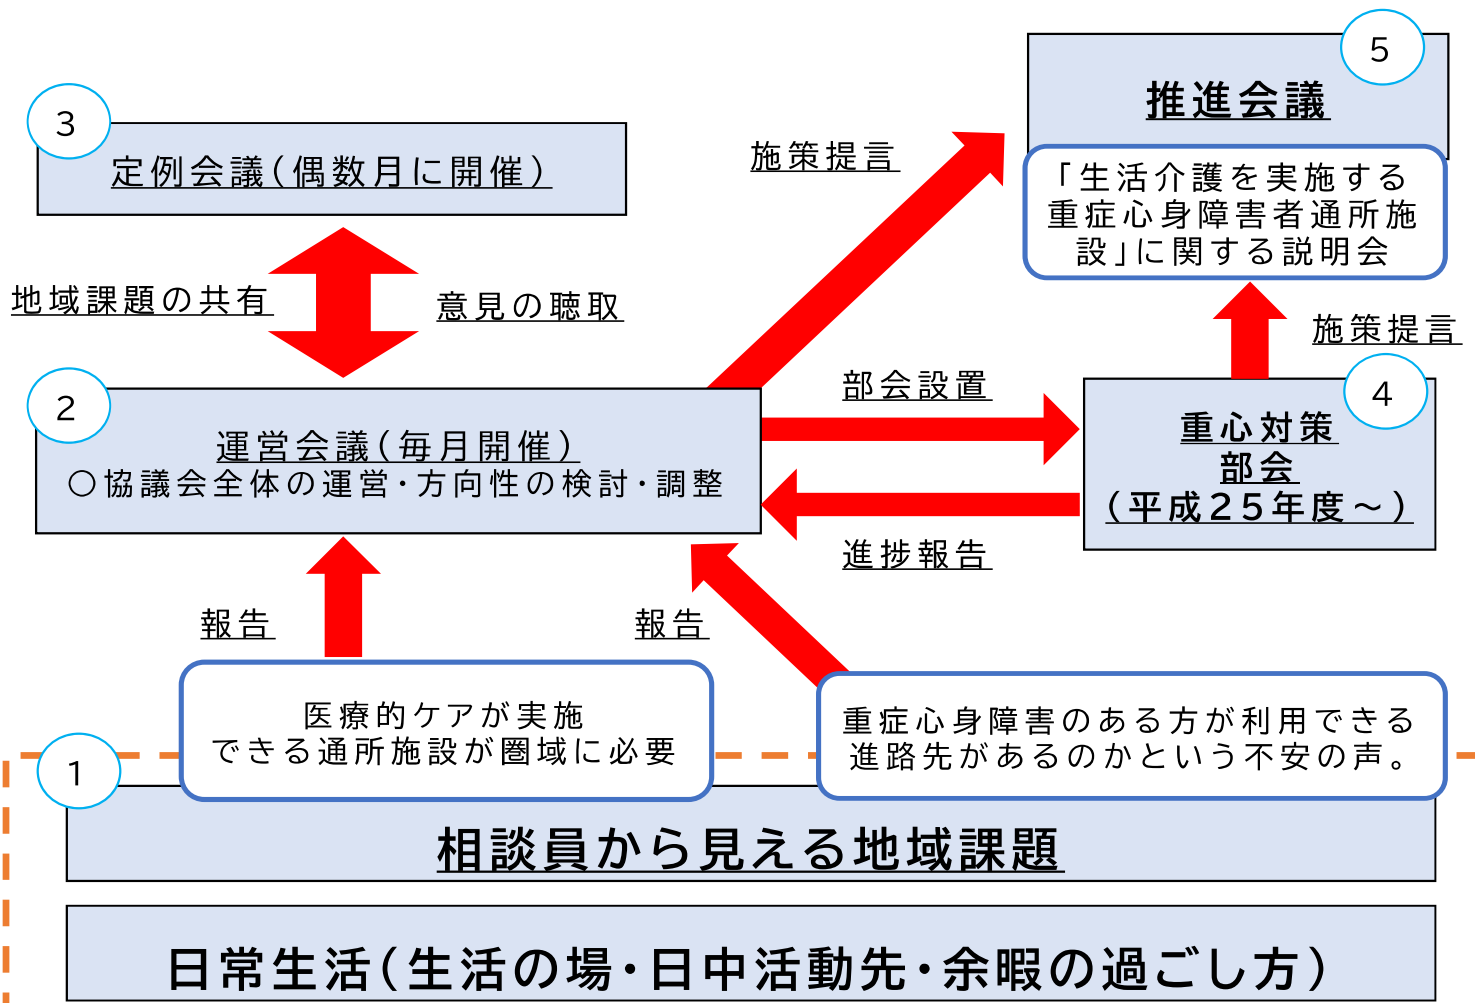 5
推進会議
「生活介護を実施する
重症心身障害者通所施
設」に関する説明会
3
定例会議(偶数月に開催)
施策提言
地域課題の共有
意見の聴取
施策提言
2
運営会議(毎月開催)
〇協議会全体の運営・方向性の検討・調整
部会設置
進捗報告
4
重心対策
部会
(平成25年度~)
報告
報告
医療的ケアが実施
できる通所施設が圏域に必要
重症心身障害のある方が利用できる
進路先があるのかという不安の声。
1
相談員から見える地域課題
日常生活(生活の場・日中活動先・余暇の過ごし方)